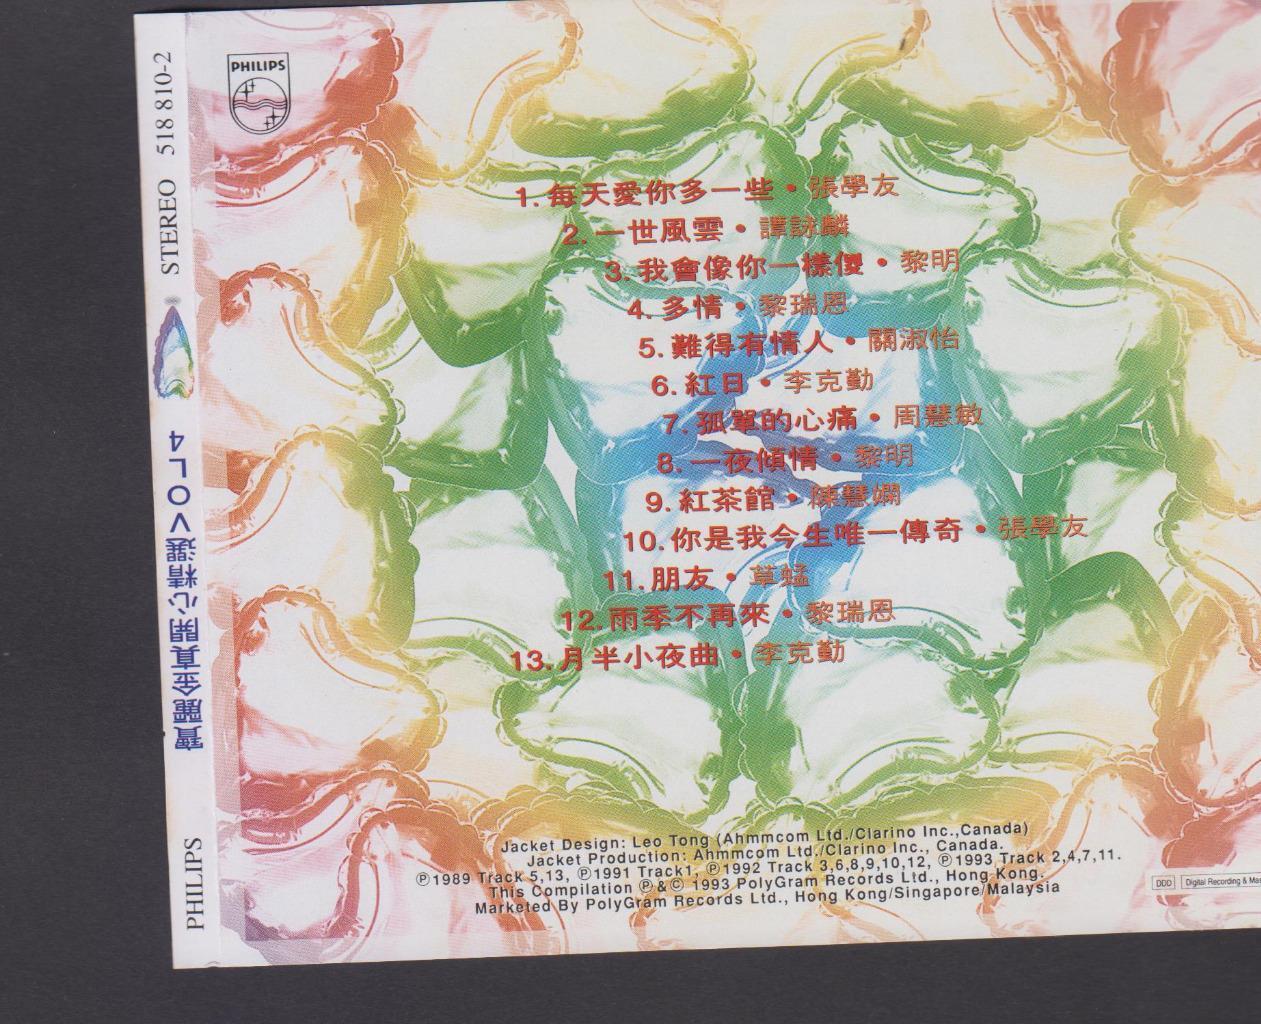 PHILIPS
1. 每天愛你多一些 • 張學友
2. 一世風雲 • 譚詠麟
3. 我會像你一樣傻 • 黎明
4. 多情 • 黎瑞恩
5. 難得有情人 • 關淑怡
6. 紅日 • 李克勤
7. 孤單的心痛 • 周慧敏
8. 一夜傾情 • 黎明
9. 紅茶館 • 陳慧嫻
10. 你是我今生唯一傳奇 • 張學友
11. 朋友 • 草蜢
12. 雨季不再來 • 黎瑞恩
13. 月半小夜曲 • 李克勤
Jacket Design: Leo Tong (Ahmmcom Ltd./Clarino Inc.,Canada)
Jacket Production: Ahmmcom Ltd./Clarino Inc., Canada.
℗1989 Track 5,13, ℗1991 Track1, ℗1992 Track 3,6,8,9,10,12, ℗1993 Track 2,4,7,11.
This Compilation ℗ & © 1993 PolyGram Records Ltd., Hong Kong.
Marketed By PolyGram Records Ltd., Hong Kong/Singapore/Malaysia
DDD Digital Recording &
PHILIPS 寶麗金真開心精選VOL4 STEREO 518 810-2